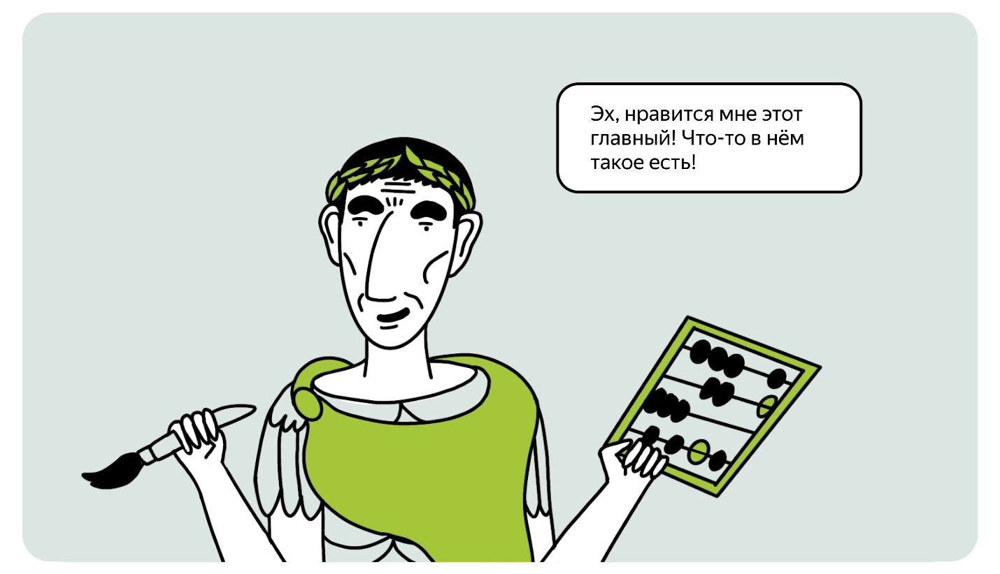 Эх, нравится мне этот
главный! Что-то в нём
такое есть!